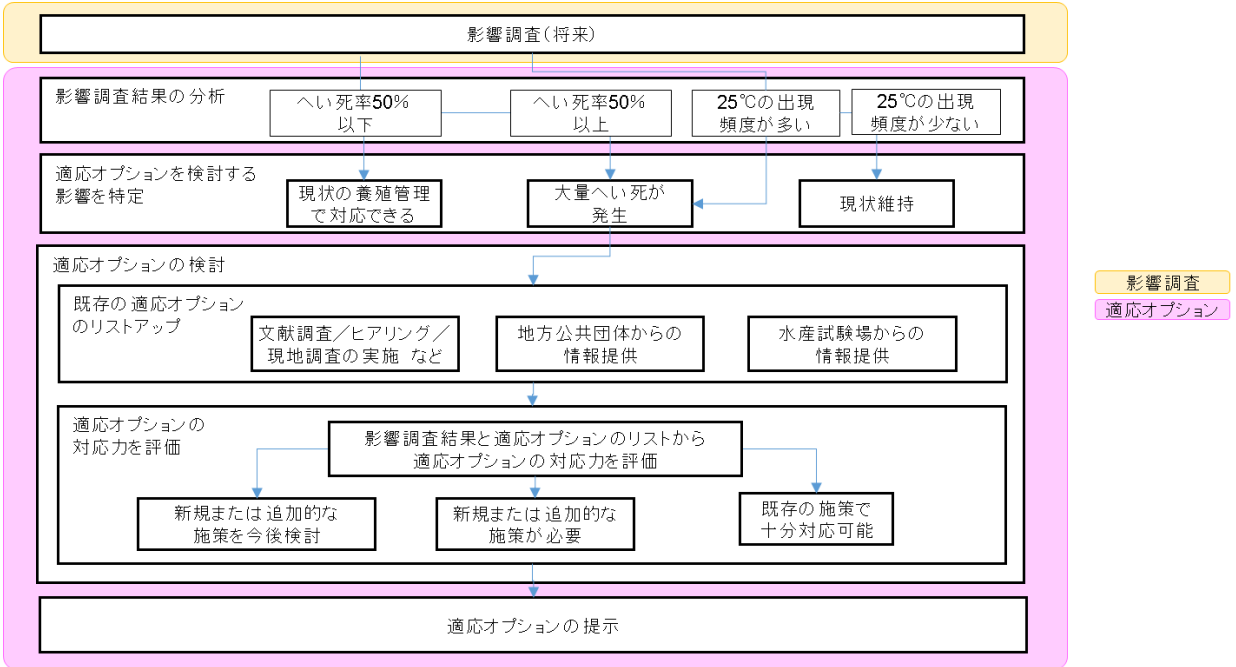 影響調査(将来)
影響調査結果の分析
へい死率50%
以下
へい死率50%
以上
25℃の出現
頻度が多い
25℃の出現
頻度が少ない
適応オプションを検討する
影響を特定
現状の養殖管理
で対応できる
大量へい死が
発生
現状維持
適応オプションの検討
既存の適応オプション
のリストアップ
文献調査／ヒアリング／
現地調査の実施 など
地方公共団体からの
情報提供
水産試験場からの
情報提供
適応オプションの
対応力を評価
影響調査結果と適応オプションのリストから
適応オプションの対応力を評価
新規または追加的な
施策を今後検討
新規または追加的な
施策が必要
既存の施策で
十分対応可能
適応オプションの提示
影響調査
適応オプション